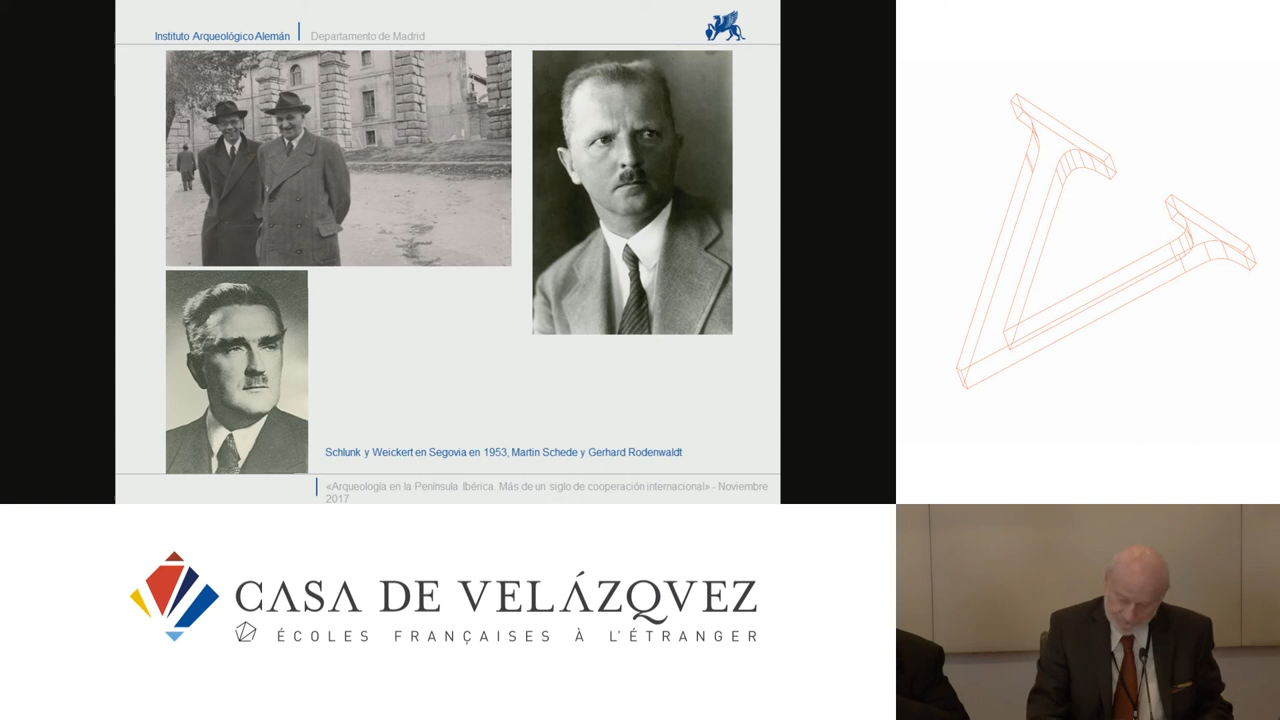 Instituto Arqueológico Alemán
Departamento de Madrid
Schlunk y Weickert en Segovia en 1953, Martin Schede y Gerhard Rodenwaldt
«Arqueología en la Península Ibérica. Más de un siglo de cooperación internacional» - Noviembre
2017
CASA DE VELÁZQVEZ
ÉCOLES FRANÇAISES À L'ÉTRANGER